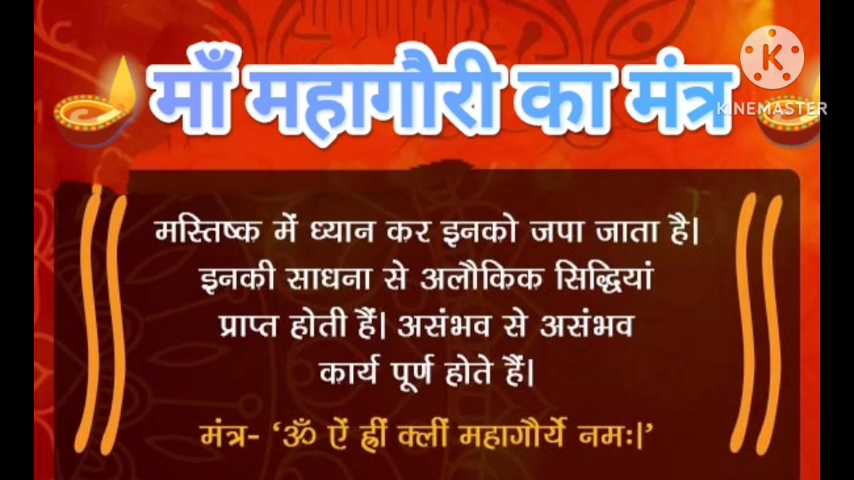 माँ महागौरी का मंत्र
KINEMASTER
मस्तिष्क में ध्यान कर इनको जपा जाता है|
इनकी साधना से अलौकिक सिद्धियां
प्राप्त होती हैं| असंभव से असंभव
कार्य पूर्ण होते हैं|
मंत्र- ‘ॐ ऐं ह्रीं क्लीं महागौर्ये नमः|’